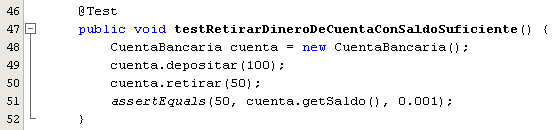 46 @Test
47 public void testRetirarDineroDeCuentaConSaldoSuficiente() {
48 CuentaBancaria cuenta = new CuentaBancaria();
49 cuenta.depositar(100);
50 cuenta.retirar(50);
51 assertEquals(50, cuenta.getSaldo(), 0.001);
52 }